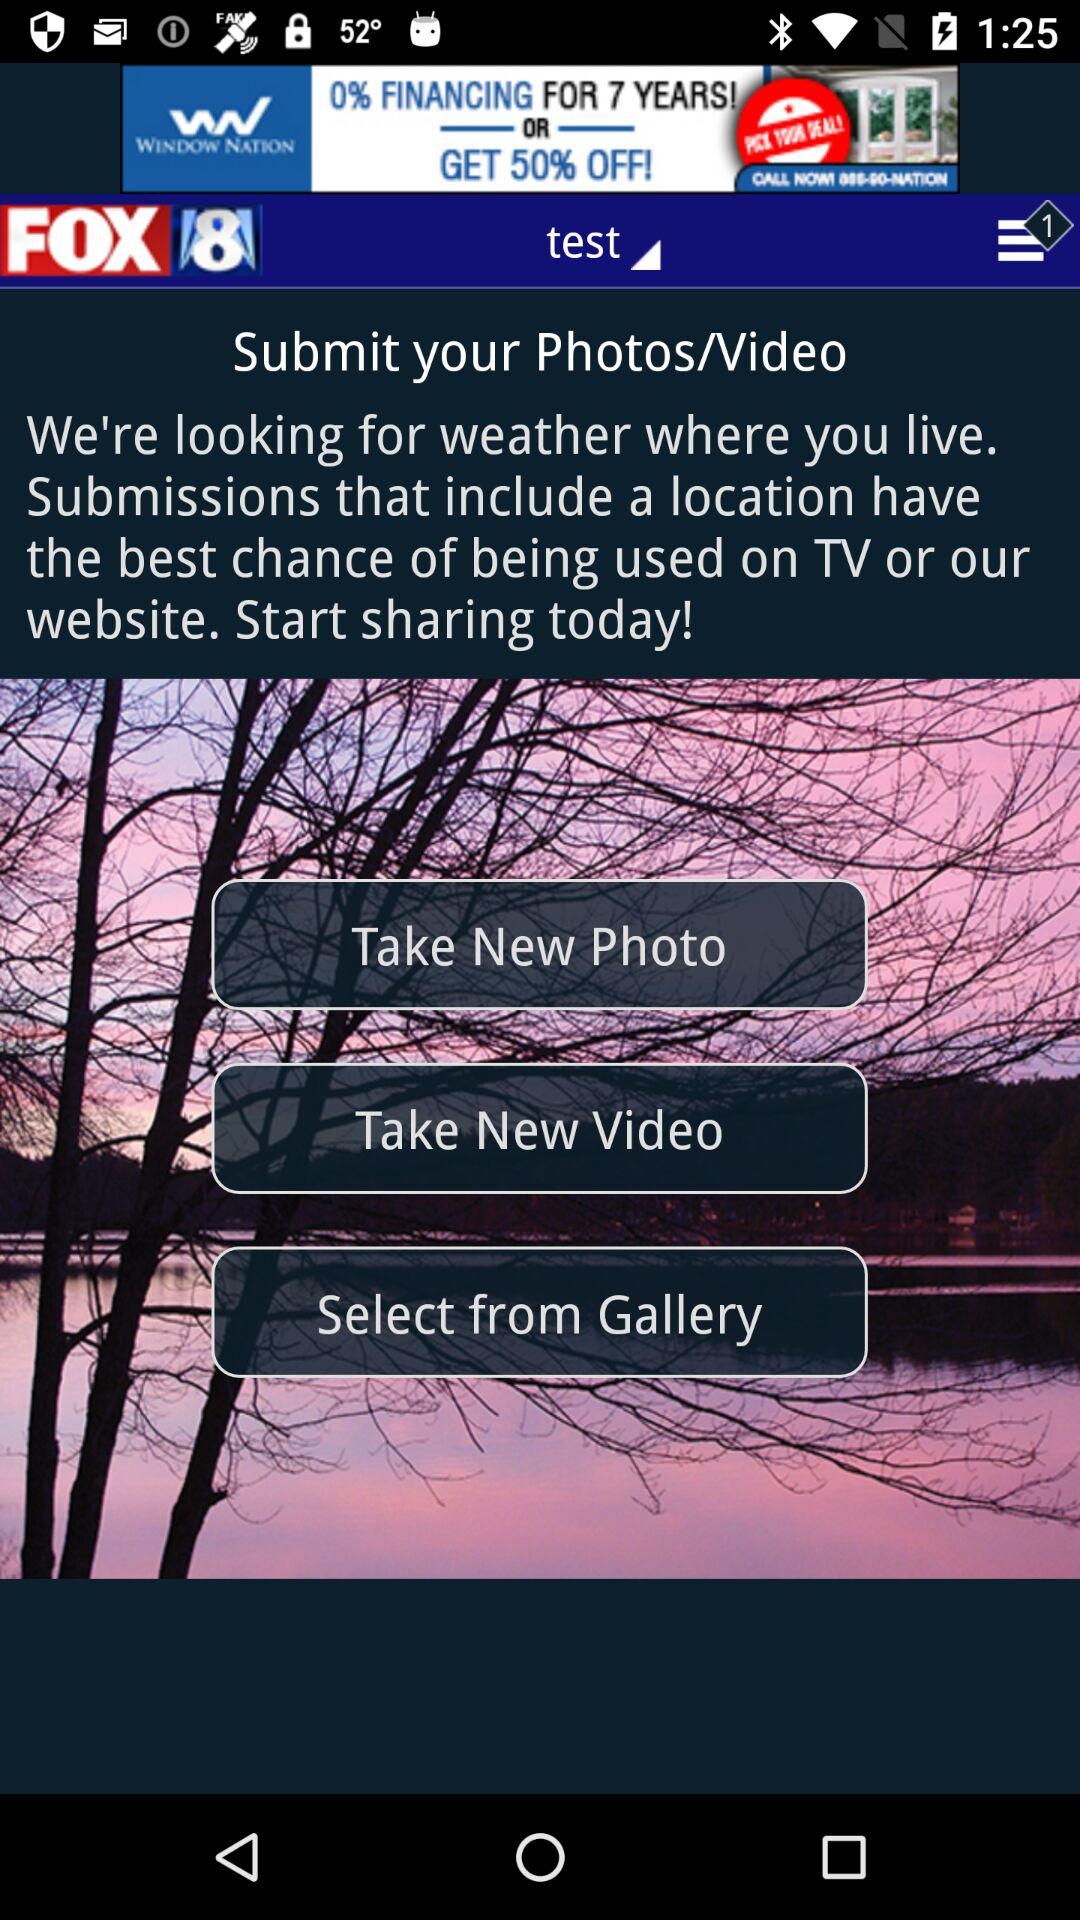 FAKE
52°
1:25
WINDOW NATION
0% FINANCING FOR 7 YEARS!
OR
GET 50% OFF!
PICK YOUR DEAL!
CALL NOW! 866-90-NATION
FOX 8
test
1
Submit your Photos/Video
We're looking for weather where you live.
Submissions that include a location have
the best chance of being used on TV or our
website. Start sharing today!
Take New Photo
Take New Video
Select from Gallery